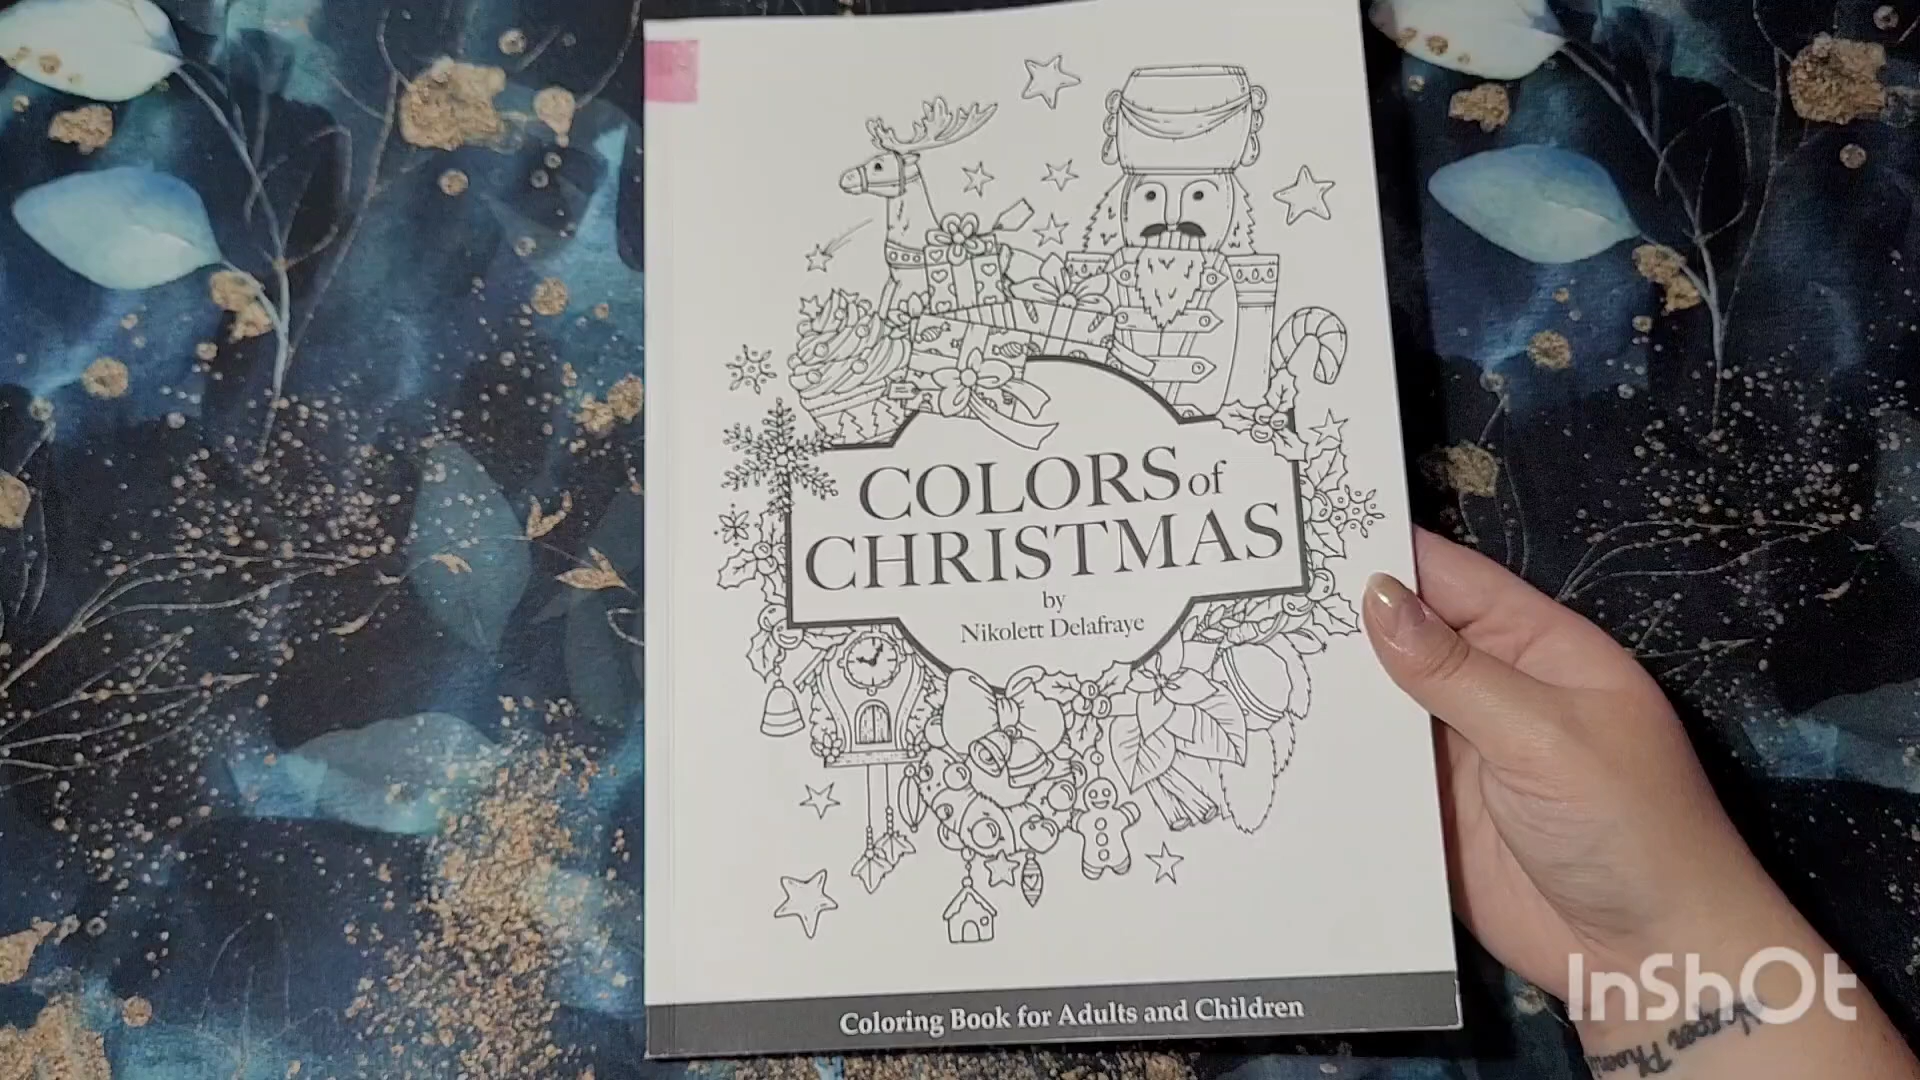 COLORS of
CHRISTMAS
by
Nikolett Delafraye
Coloring Book for Adults and Children
InShOt